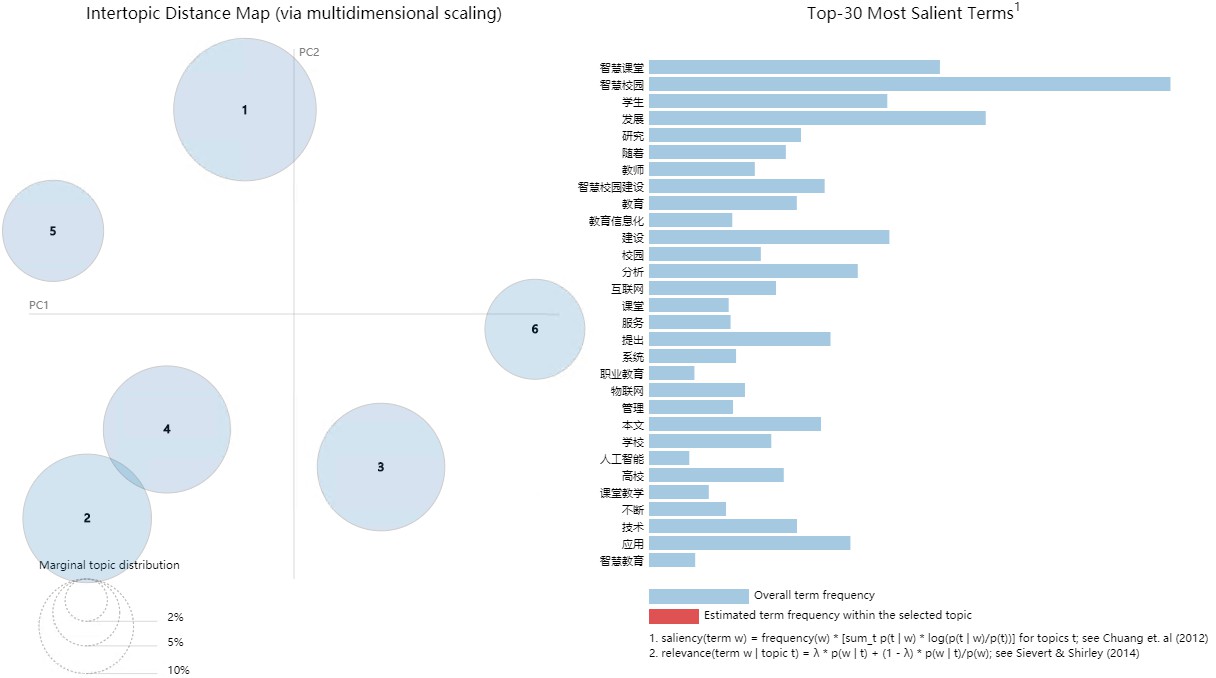 Intertopic Distance Map (via multidimensional scaling)
PC2
1
5
PC1
6
4
3
2
Marginal topic distribution
2%
5%
10%
Top-30 Most Salient Terms1
智慧课堂
智慧校园
学生
发展
研究
随着
教师
智慧校园建设
教育
教育信息化
建设
校园
分析
互联网
课堂
服务
提出
系统
职业教育
物联网
管理
本文
学校
人工智能
高校
课堂教学
不断
技术
应用
智慧教育
Overall term frequency
Estimated term frequency within the selected topic
1. saliency(term w) = frequency(w) * [sum_t p(t | w) * log(p(t | w)/p(t))] for topics t; see Chuang et. al (2012)
2. relevance(term w | topic t) = λ * p(w | t) + (1 - λ) * p(w | t)/p(w); see Sievert & Shirley (2014)